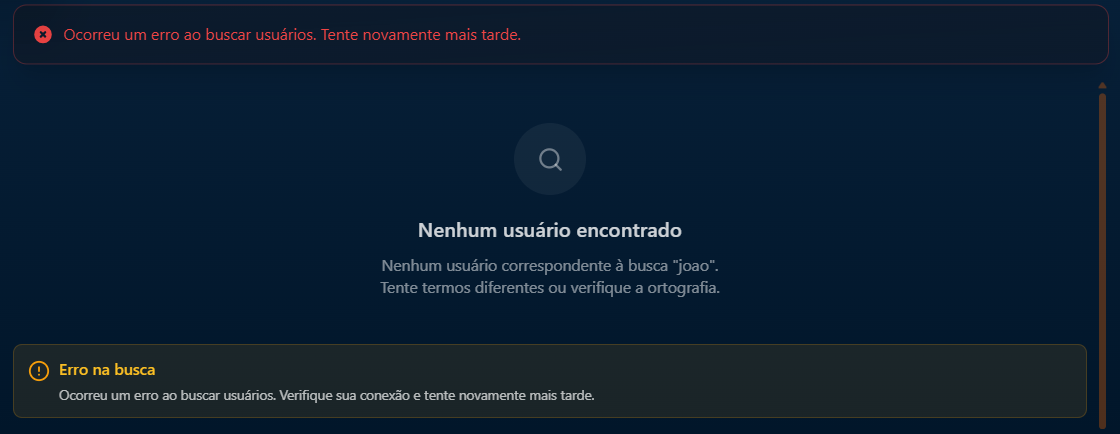 Ocorreu um erro ao buscar usuários. Tente novamente mais tarde.
Nenhum usuário encontrado
Nenhum usuário correspondente à busca "joao".
Tente termos diferentes ou verifique a ortografia.
Erro na busca
Ocorreu um erro ao buscar usuários. Verifique sua conexão e tente novamente mais tarde.